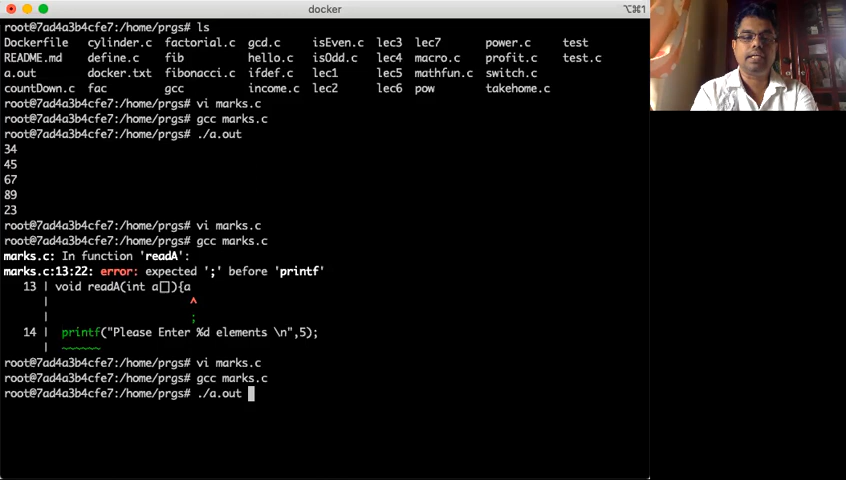 docker
⌥⌘1
root@7ad4a3b4cfe7:/home/prgs# ls
Dockerfile cylinder.c factorial.c gcd.c isEven.c lec3 lec7 power.c test
README.md define.c fib hello.c isOdd.c lec4 macro.c profit.c test.c
a.out docker.txt fibonacci.c ifdef.c lec1 lec5 mathfun.c switch.c
countDown.c fac gcc income.c lec2 lec6 pow takehome.c
root@7ad4a3b4cfe7:/home/prgs# vi marks.c
root@7ad4a3b4cfe7:/home/prgs# gcc marks.c
root@7ad4a3b4cfe7:/home/prgs# ./a.out
34
45
67
89
23
root@7ad4a3b4cfe7:/home/prgs# vi marks.c
root@7ad4a3b4cfe7:/home/prgs# gcc marks.c
marks.c: In function 'readA':
marks.c:13:22: error: expected ';' before 'printf'
13 | void readA(int a[]){a
| ^
| ;
14 | printf("Please Enter %d elements \n",5);
| ~~~~~~
root@7ad4a3b4cfe7:/home/prgs# vi marks.c
root@7ad4a3b4cfe7:/home/prgs# gcc marks.c
root@7ad4a3b4cfe7:/home/prgs# ./a.out